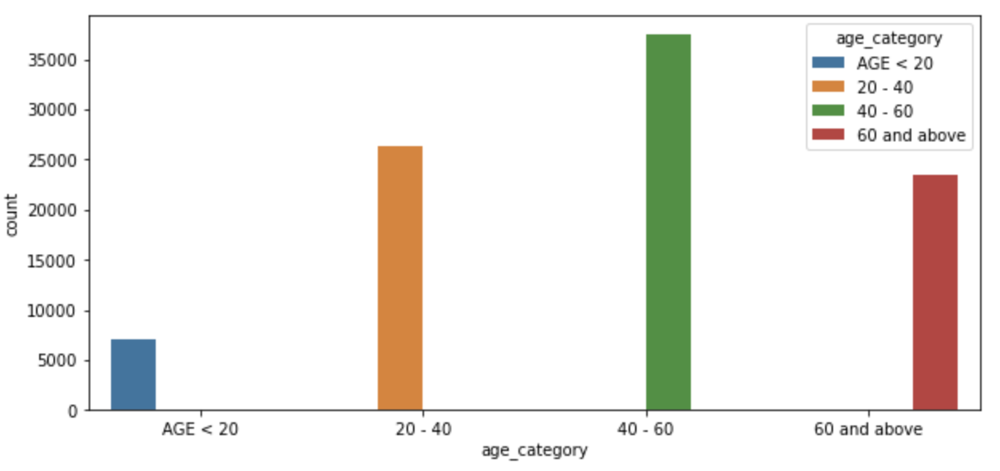 35000
30000
25000
20000
15000
10000
5000
0
count
AGE < 20
20 - 40
40 - 60
60 and above
age_category
age_category
AGE < 20
20 - 40
40 - 60
60 and above